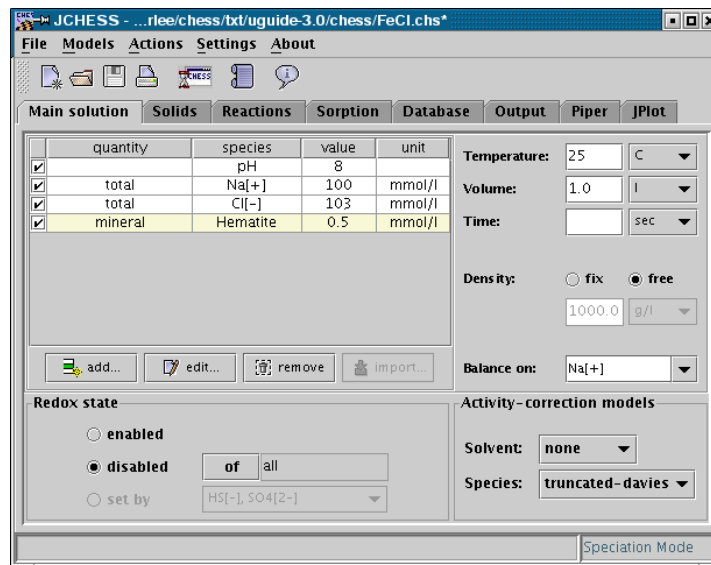 JCHESS - ...rlee/chess/txt/uguide-3.0/chess/FeCl.chs*
File Models Actions Settings About
CHESS
Main solution Solids Reactions Sorption Database Output Piper JPlot
quantity species value unit
pH 8
total Na[+] 100 mmol/l
total Cl[-] 103 mmol/l
mineral Hematite 0.5 mmol/l
add... edit... remove import...
Temperature: 25 C
Volume: 1.0 l
Time: sec
Density: fix free
1000.0 g/l
Balance on: Na[+]
Redox state
enabled
disabled of all
set by HS[-], SO4[2-]
Activity-correction models
Solvent: none
Species: truncated-davies
Speciation Mode